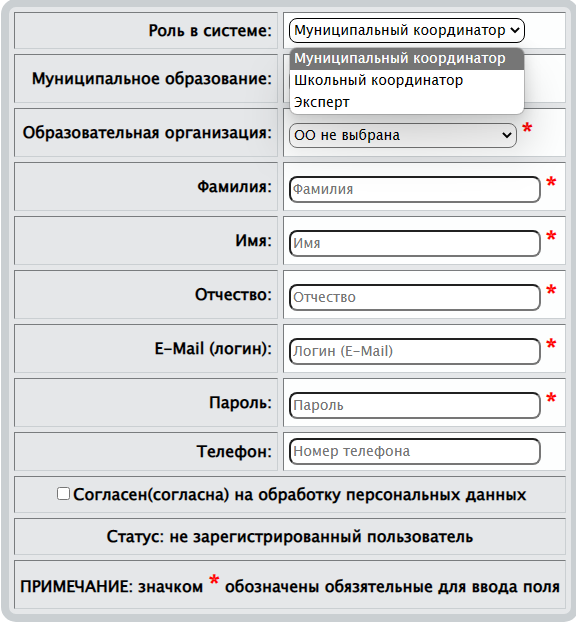 Роль в системе: Муниципальный координатор
Муниципальный координатор
Муниципальное образование:
Школьный координатор
Эксперт
Образовательная организация: ОО не выбрана *
Фамилия: Фамилия *
Имя: Имя *
Отчество: Отчество *
E-Mail (логин): Логин (E-Mail) *
Пароль: Пароль *
Телефон: Номер телефона
Согласен(согласна) на обработку персональных данных
Статус: не зарегистрированный пользователь
ПРИМЕЧАНИЕ: значком * обозначены обязятельные для ввода поля